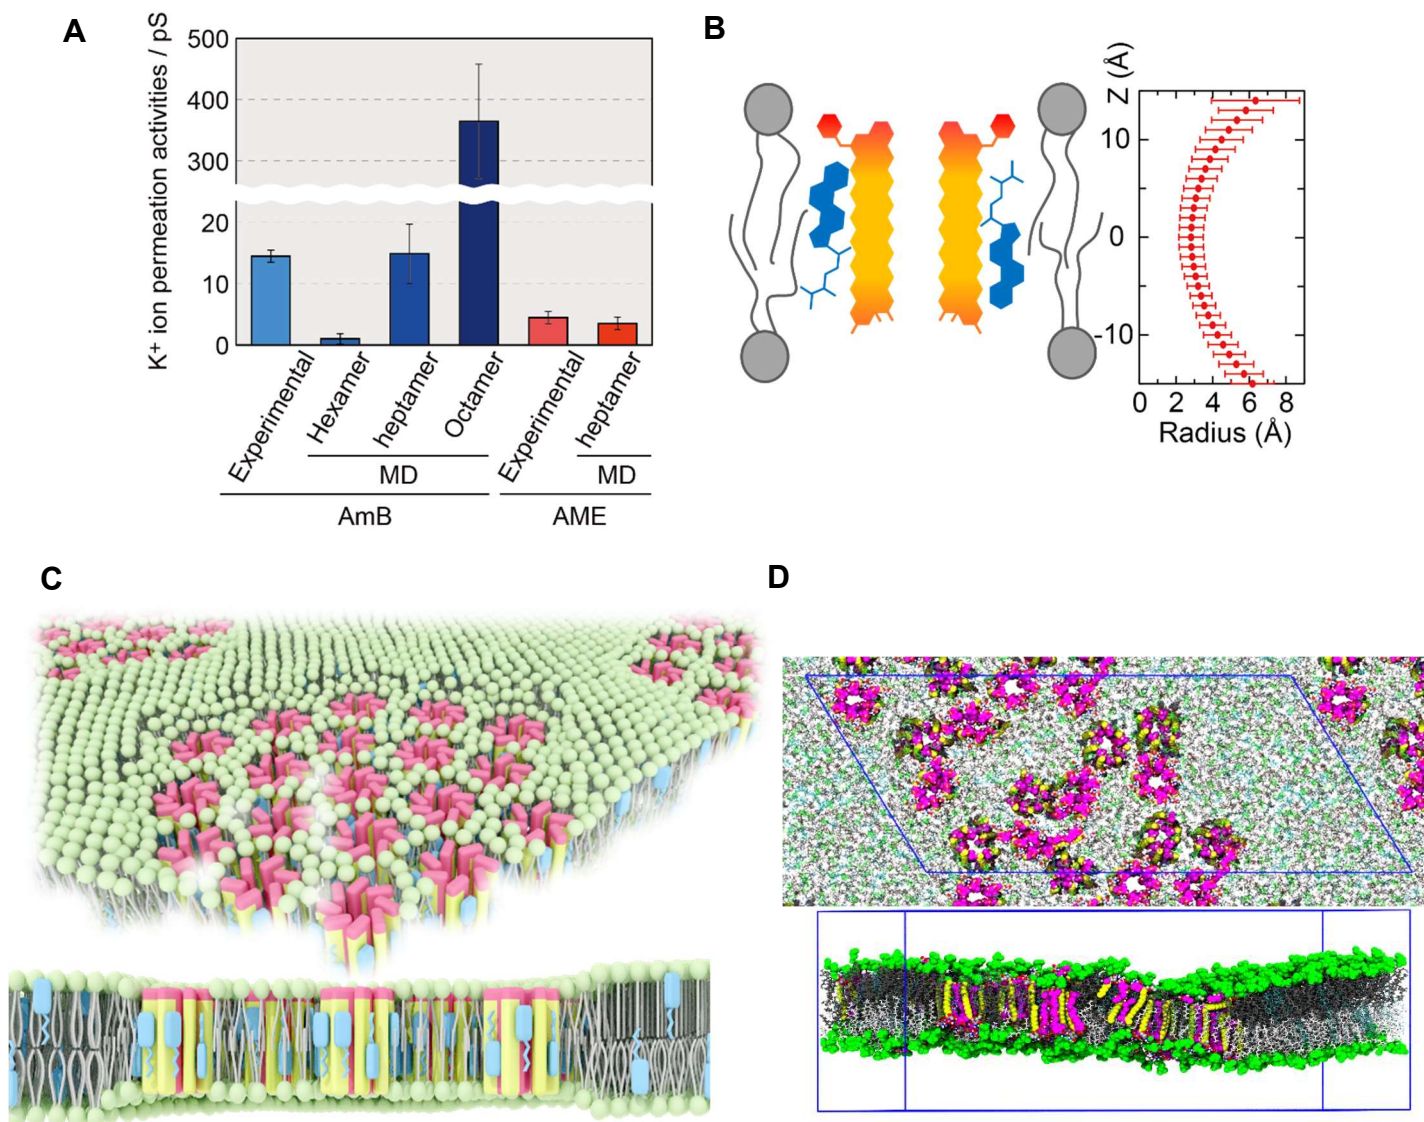 A
K⁺ ion permeation activities / pS
500
400
300
20
10
0
Experimental
Hexamer
heptamer
Octamer
Experimental
heptamer
MD
MD
AmB
AME
B
Z (Å)
10
0
-10
0 2 4 6 8
Radius (Å)
C
D